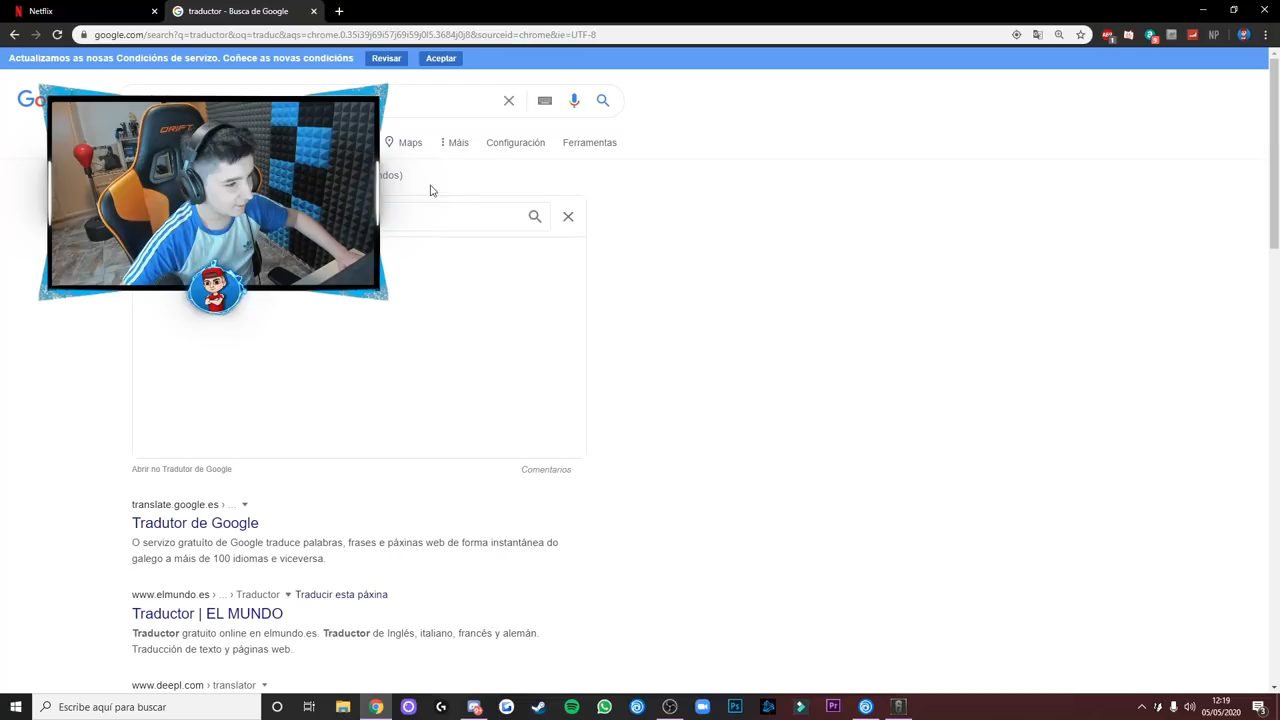 Netflix
traductor - Busca de Google
google.com/search?q=traductor&oq=traduc&aqs=chrome.0.35i39j69i57j69i59j0l5.3684j0j8&sourceid=chrome&ie=UTF-8
Actualizamos as nosas Condicións de servizo. Coñece as novas condicións
Revisar
Aceptar
Go
Maps
Máis
Configuración
Ferramentas
ndos)
DRIFT
Abrir no Tradutor de Google
Comentarios
translate.google.es › ...
Tradutor de Google
O servizo gratuíto de Google traduce palabras, frases e páxinas web de forma instantánea do
galego a máis de 100 idiomas e viceversa.
www.elmundo.es › ... › Traductor Traducir esta páxina
Traductor | EL MUNDO
Traductor gratuito online en elmundo.es. Traductor de Inglés, italiano, francés y alemán.
Traducción de texto y páginas web.
www.deepl.com › translator
Escribe aquí para buscar
Ps
Pr
12:19
05/05/2020